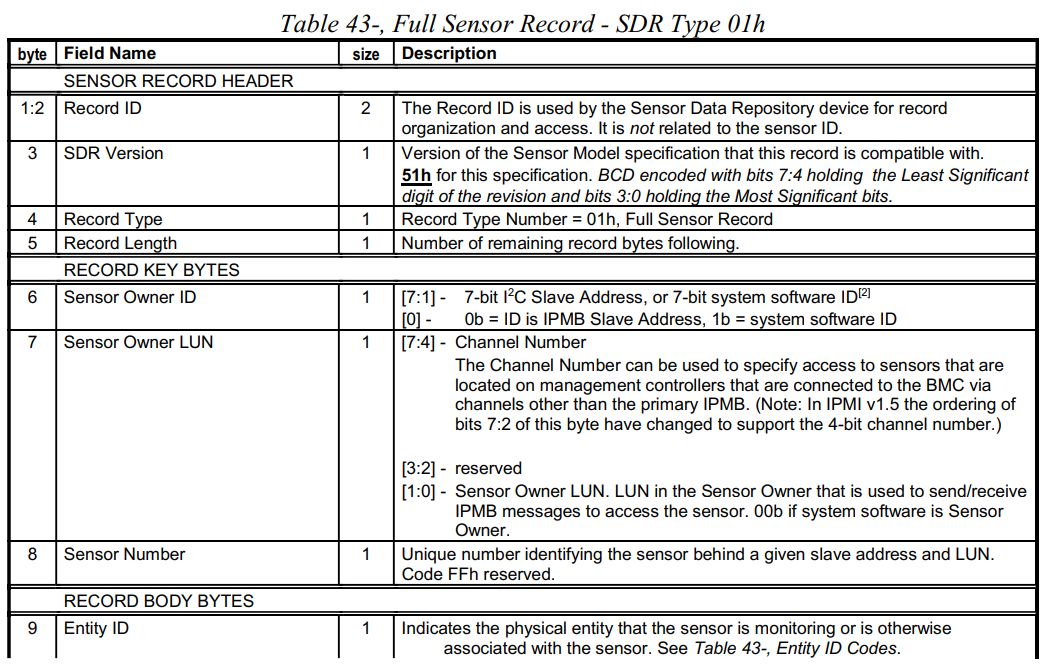 Table 43-, Full Sensor Record - SDR Type 01h
byte Field Name size Description
SENSOR RECORD HEADER
1:2 Record ID 2 The Record ID is used by the Sensor Data Repository device for record
organization and access. It is not related to the sensor ID.
3 SDR Version 1 Version of the Sensor Model specification that this record is compatible with.
51h for this specification. BCD encoded with bits 7:4 holding the Least Significant
digit of the revision and bits 3:0 holding the Most Significant bits.
4 Record Type 1 Record Type Number = 01h, Full Sensor Record
5 Record Length 1 Number of remaining record bytes following.
RECORD KEY BYTES
6 Sensor Owner ID 1 [7:1] - 7-bit I2C Slave Address, or 7-bit system software ID[2]
[0] - 0b = ID is IPMB Slave Address, 1b = system software ID
7 Sensor Owner LUN 1 [7:4] - Channel Number
The Channel Number can be used to specify access to sensors that are
located on management controllers that are connected to the BMC via
channels other than the primary IPMB. (Note: In IPMI v1.5 the ordering of
bits 7:2 of this byte have changed to support the 4-bit channel number.)
[3:2] - reserved
[1:0] - Sensor Owner LUN. LUN in the Sensor Owner that is used to send/receive
IPMB messages to access the sensor. 00b if system software is Sensor
Owner.
8 Sensor Number 1 Unique number identifying the sensor behind a given slave address and LUN.
Code FFh reserved.
RECORD BODY BYTES
9 Entity ID 1 Indicates the physical entity that the sensor is monitoring or is otherwise
associated with the sensor. See Table 43-, Entity ID Codes.